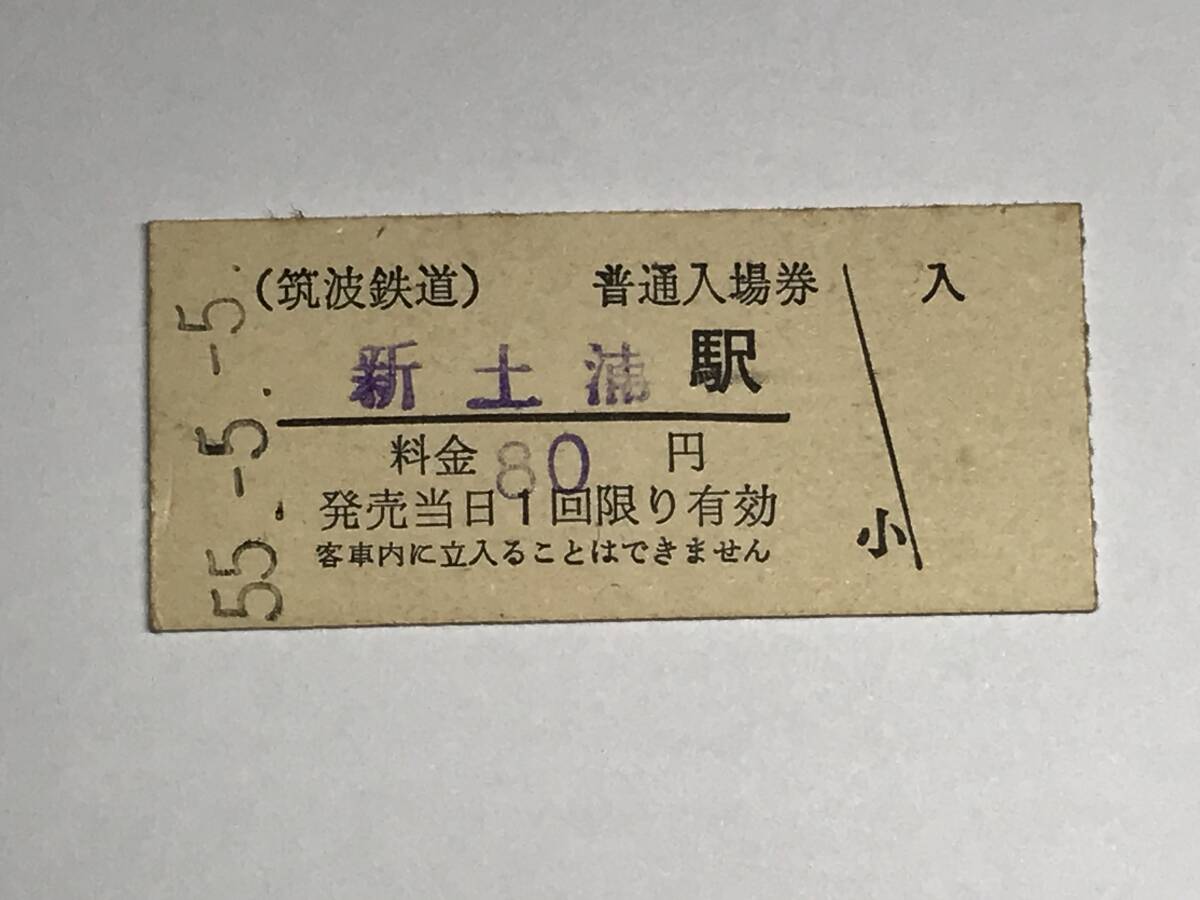 55.-5.-5.
(筑波鉄道) 普通入場券 入
新土浦駅
料金80円
発売当日1回限り有効
小
客車内に立入ることはできません